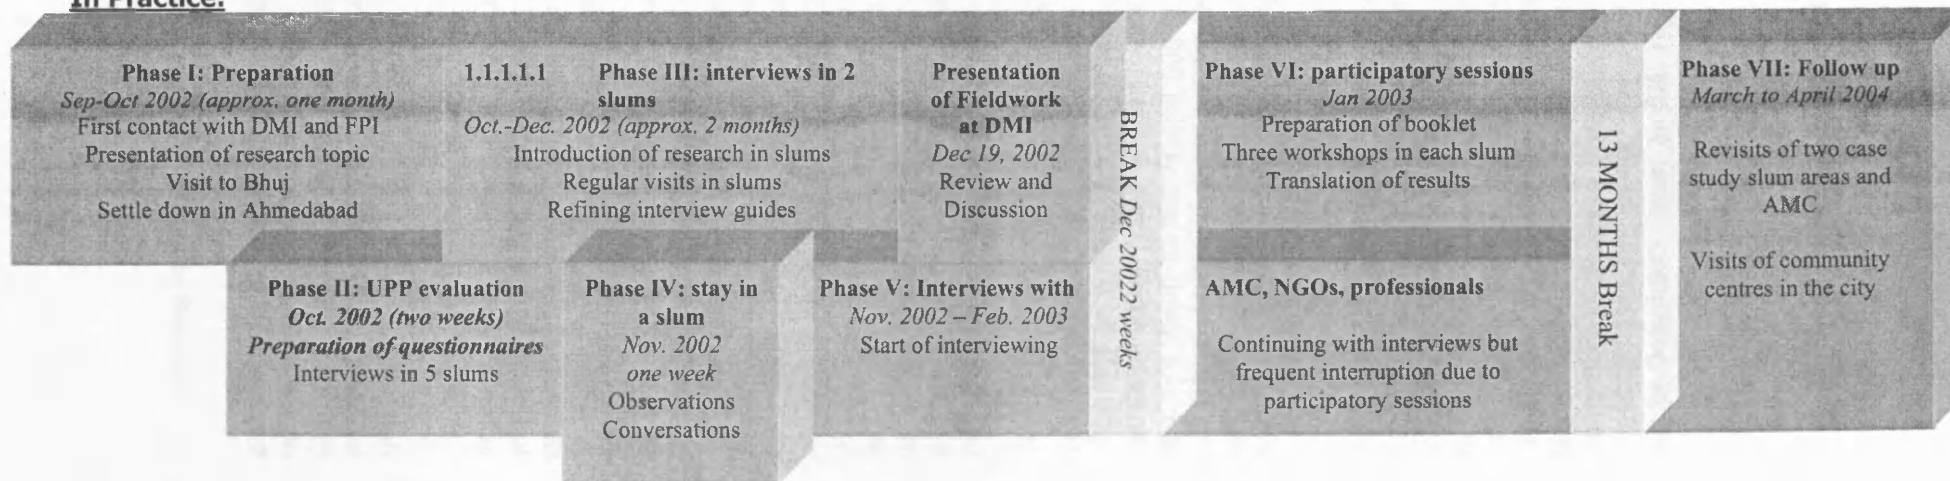 In Practice:
Phase I: Preparation
Sep-Oct 2002 (approx. one month)
First contact with DMI and FPI
Presentation of research topic
Visit to Bhuj
Settle down in Ahmedabad
1.1.1.1.1 Phase III: interviews in 2
slums
Oct.-Dec. 2002 (approx. 2 months)
Introduction of research in slums
Regular visits in slums
Refining interview guides
Presentation
of Fieldwork
at DMI
Dec 19, 2002
Review and
Discussion
BREAK Dec 20022 weeks
Phase VI: participatory sessions
Jan 2003
Preparation of booklet
Three workshops in each slum
Translation of results
13 MONTHS Break
Phase VII: Follow up
March to April 2004
Revisits of two case
study slum areas and
AMC
Visits of community
centres in the city
Phase II: UPP evaluation
Oct. 2002 (two weeks)
Preparation of questionnaires
Interviews in 5 slums
Phase IV: stay in
a slum
Nov. 2002
one week
Observations
Conversations
Phase V: Interviews with
Nov. 2002 – Feb. 2003
Start of interviewing
AMC, NGOs, professionals
Continuing with interviews but
frequent interruption due to
participatory sessions